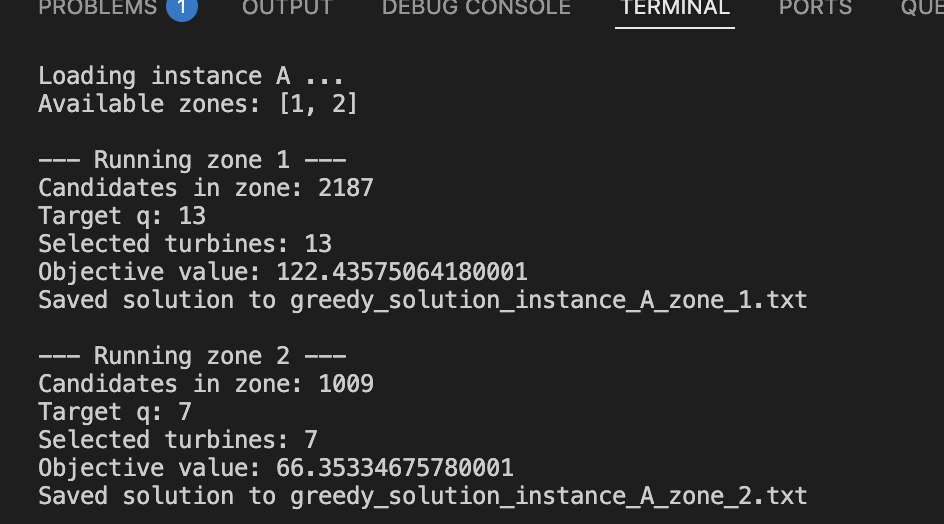 PROBLEMS 1 OUTPUT DEBUG CONSOLE TERMINAL PORTS
Loading instance A ...
Available zones: [1, 2]
--- Running zone 1 ---
Candidates in zone: 2187
Target q: 13
Selected turbines: 13
Objective value: 122.43575064180001
Saved solution to greedy_solution_instance_A_zone_1.txt
--- Running zone 2 ---
Candidates in zone: 1009
Target q: 7
Selected turbines: 7
Objective value: 66.35334675780001
Saved solution to greedy_solution_instance_A_zone_2.txt